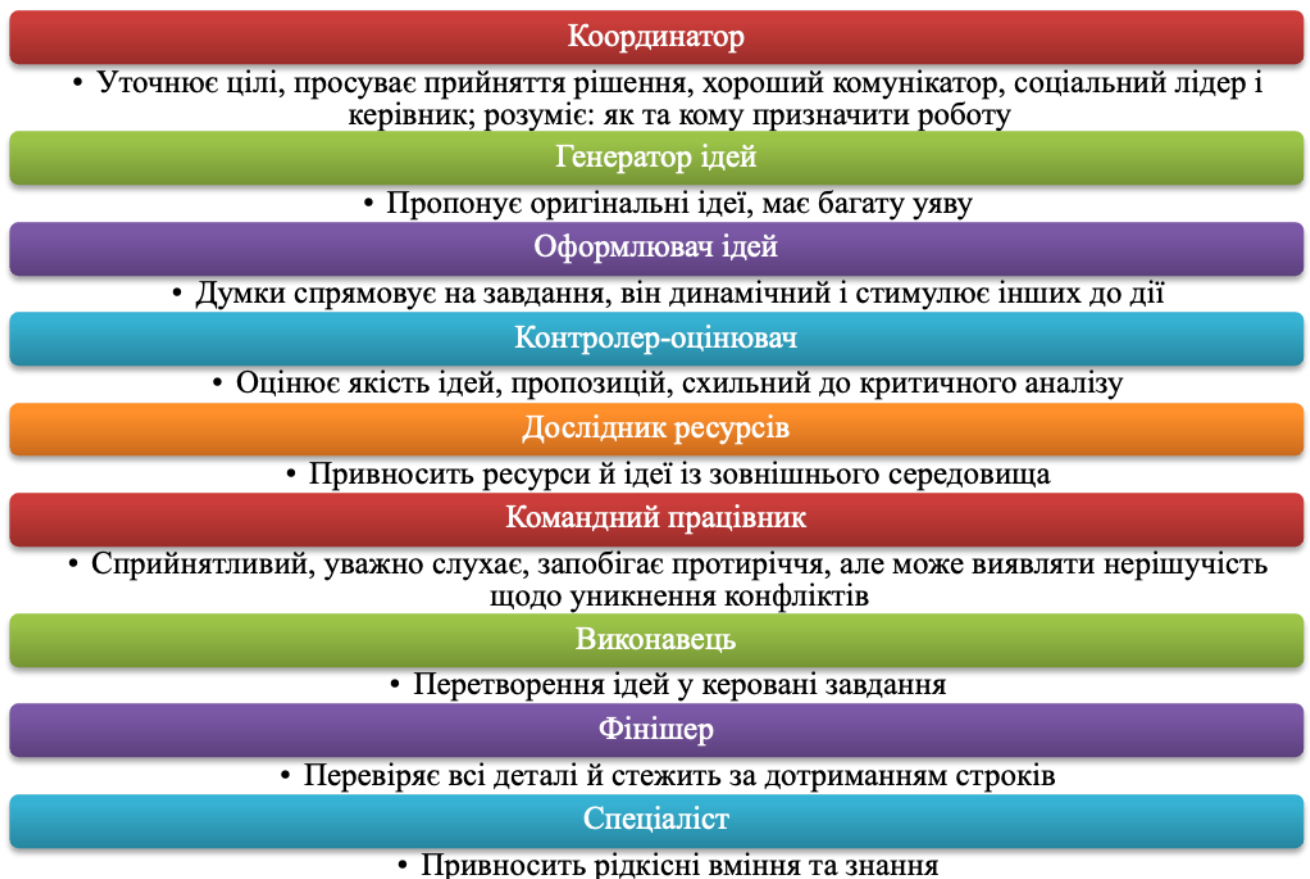 Координатор
• Уточнює цілі, просуває прийняття рішення, хороший комунікатор, соціальний лідер і
керівник; розуміє: як та кому призначити роботу
Генератор ідей
• Пропонує оригінальні ідеї, має багату уяву
Оформлювач ідей
• Думки спрямовує на завдання, він динамічний і стимулює інших до дії
Контролер-оцінювач
• Оцінює якість ідей, пропозицій, схильний до критичного аналізу
Дослідник ресурсів
• Привносить ресурси й ідеї із зовнішнього середовища
Командний працівник
• Сприйнятливий, уважно слухає, запобігає протиріччя, але може виявляти нерішучість
щодо уникнення конфліктів
Виконавець
• Перетворення ідей у керовані завдання
Фінішер
• Перевіряє всі деталі й стежить за дотриманням строків
Спеціаліст
• Привносить рідкісні вміння та знання